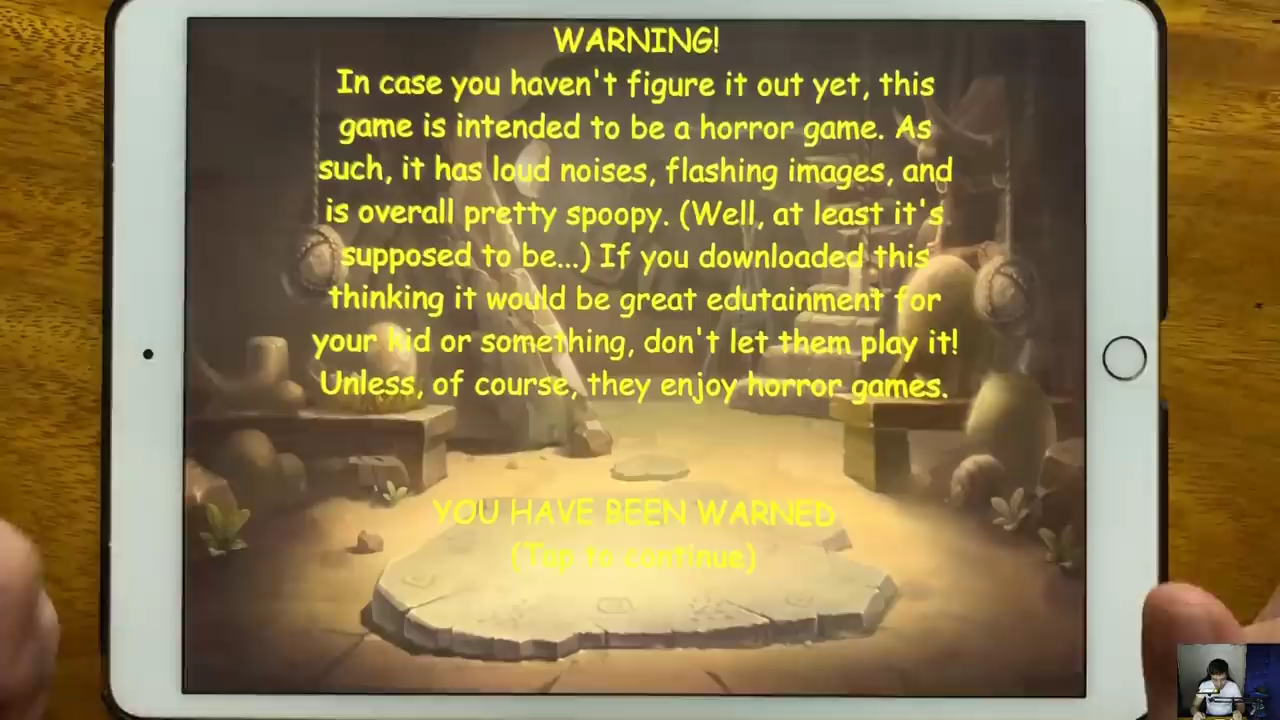 WARNING!
In case you haven't figure it out yet, this
game is intended to be a horror game. As
such, it has loud noises, flashing images, and
is overall pretty spoopy. (Well, at least it's
supposed to be...) If you downloaded this
thinking it would be great edutainment for
your kid or something, don't let them play it!
Unless, of course, they enjoy horror games.
YOU HAVE BEEN WARNED
(Tap to continue)